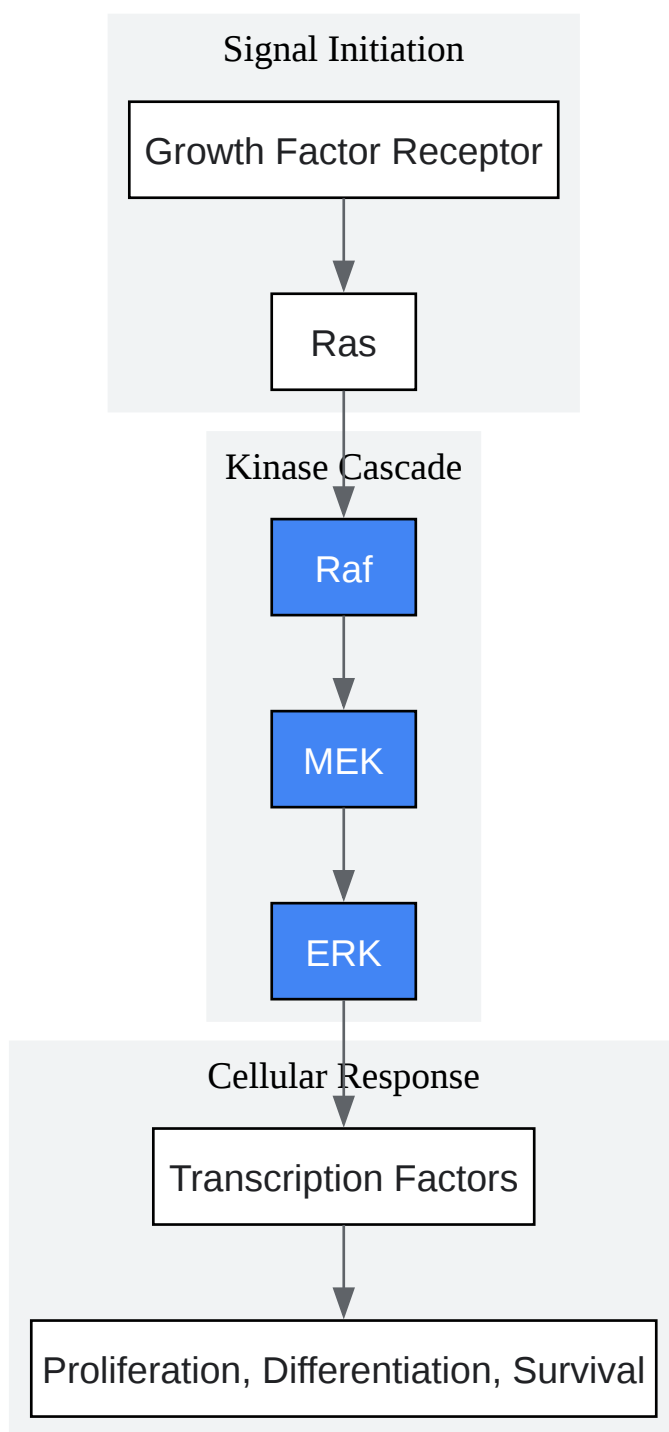 Signal Initiation
Growth Factor Receptor
Ras
Kinase Cascade
Raf
MEK
ERK
Cellular Response
Transcription Factors
Proliferation, Differentiation, Survival